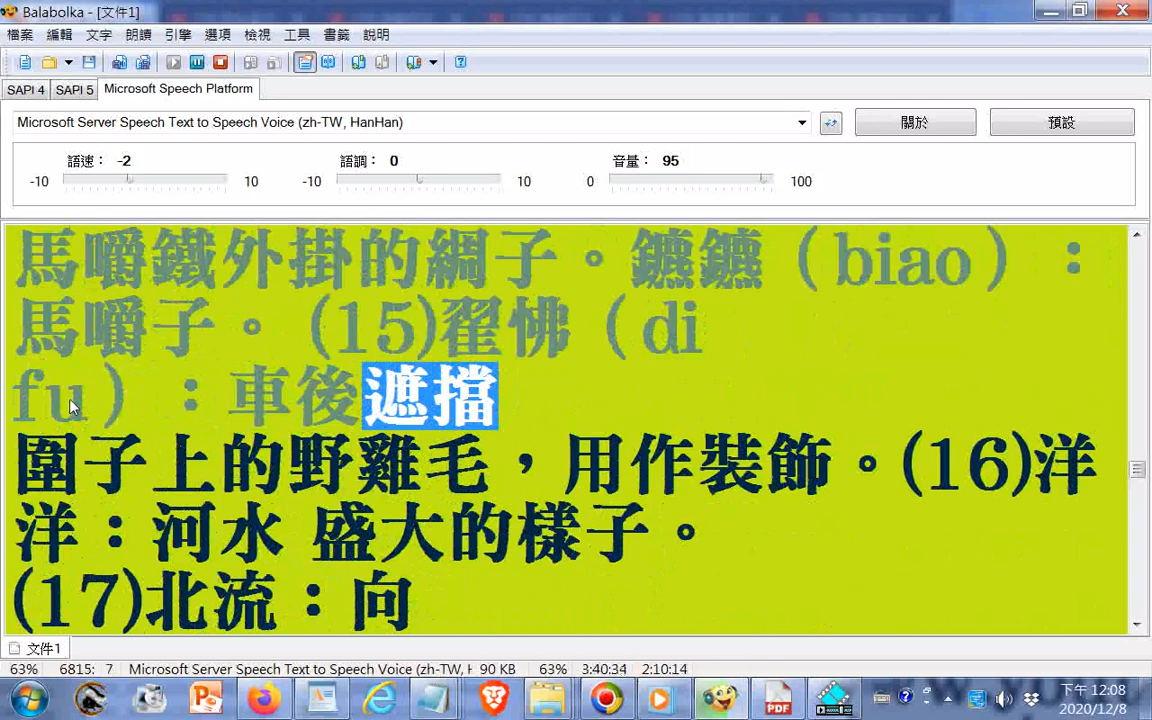 Balabolka - [文件1]
檔案 編輯 文字 朗讀 引擎 選項 檢視 工具 書籤 說明
SAPI 4 SAPI 5 Microsoft Speech Platform
Microsoft Server Speech Text to Speech Voice (zh-TW, HanHan)
關於 預設
語速： -2 語調： 0 音量： 95
-10 10 -10 10 0 100
馬嚼鐵外掛的綢子。鑣鑣（biao）：
馬嚼子。(15)翟怫（di
fu）：車後遮擋
圍子上的野雞毛，用作裝飾。(16)洋
洋：河水 盛大的樣子。
(17)北流：向
文件1
63% 6815: 7 Microsoft Server Speech Text to Speech Voice (zh-TW, H 90 KB 63% 3:40:34 2:10:14
下午 12:08
2020/12/8